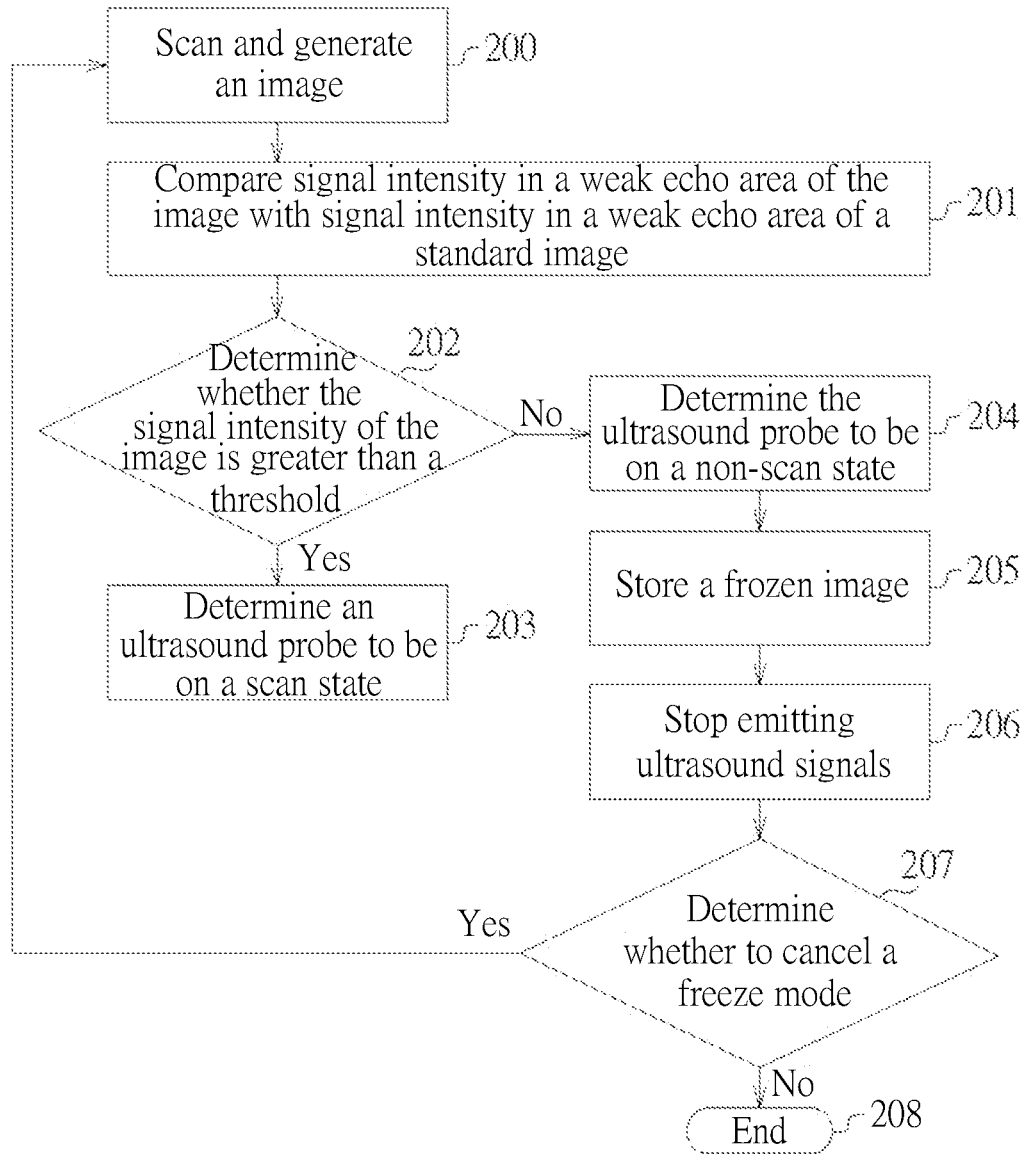 Scan and generate
an image
200
Compare signal intensity in a weak echo area of the
image with signal intensity in a weak echo area of a
standard image
201
202
Determine
whether the
signal intensity of the
image is greater than a
threshold
No
Yes
Determine the
ultrasound probe to be
on a non-scan state
204
Determine an
ultrasound probe to be
on a scan state
203
Store a frozen image
205
Stop emitting
ultrasound signals
206
207
Determine
whether to cancel a
freeze mode
Yes
No
End
208